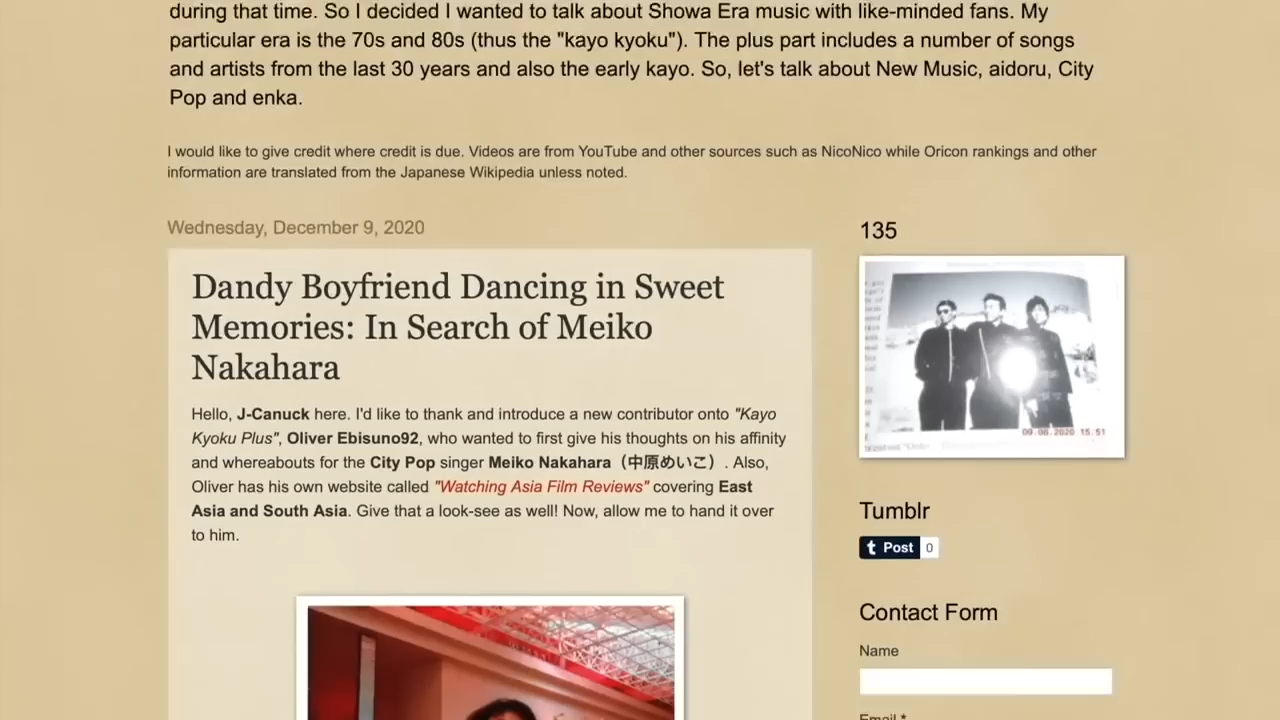 during that time. So I decided I wanted to talk about Showa Era music with like-minded fans. My
particular era is the 70s and 80s (thus the "kayo kyoku"). The plus part includes a number of songs
and artists from the last 30 years and also the early kayo. So, let's talk about New Music, aidoru, City
Pop and enka.
I would like to give credit where credit is due. Videos are from YouTube and other sources such as NicoNico while Oricon rankings and other
information are translated from the Japanese Wikipedia unless noted.
Wednesday, December 9, 2020
Dandy Boyfriend Dancing in Sweet
Memories: In Search of Meiko
Nakahara
Hello, J-Canuck here. I'd like to thank and introduce a new contributor onto "Kayo
Kyoku Plus", Oliver Ebisuno92, who wanted to first give his thoughts on his affinity
and whereabouts for the City Pop singer Meiko Nakahara（中原めいこ）. Also,
Oliver has his own website called "Watching Asia Film Reviews" covering East
Asia and South Asia. Give that a look-see as well! Now, allow me to hand it over
to him.
135
09.06.2020 15:51
Tumblr
t Post 0
Contact Form
Name
Email *